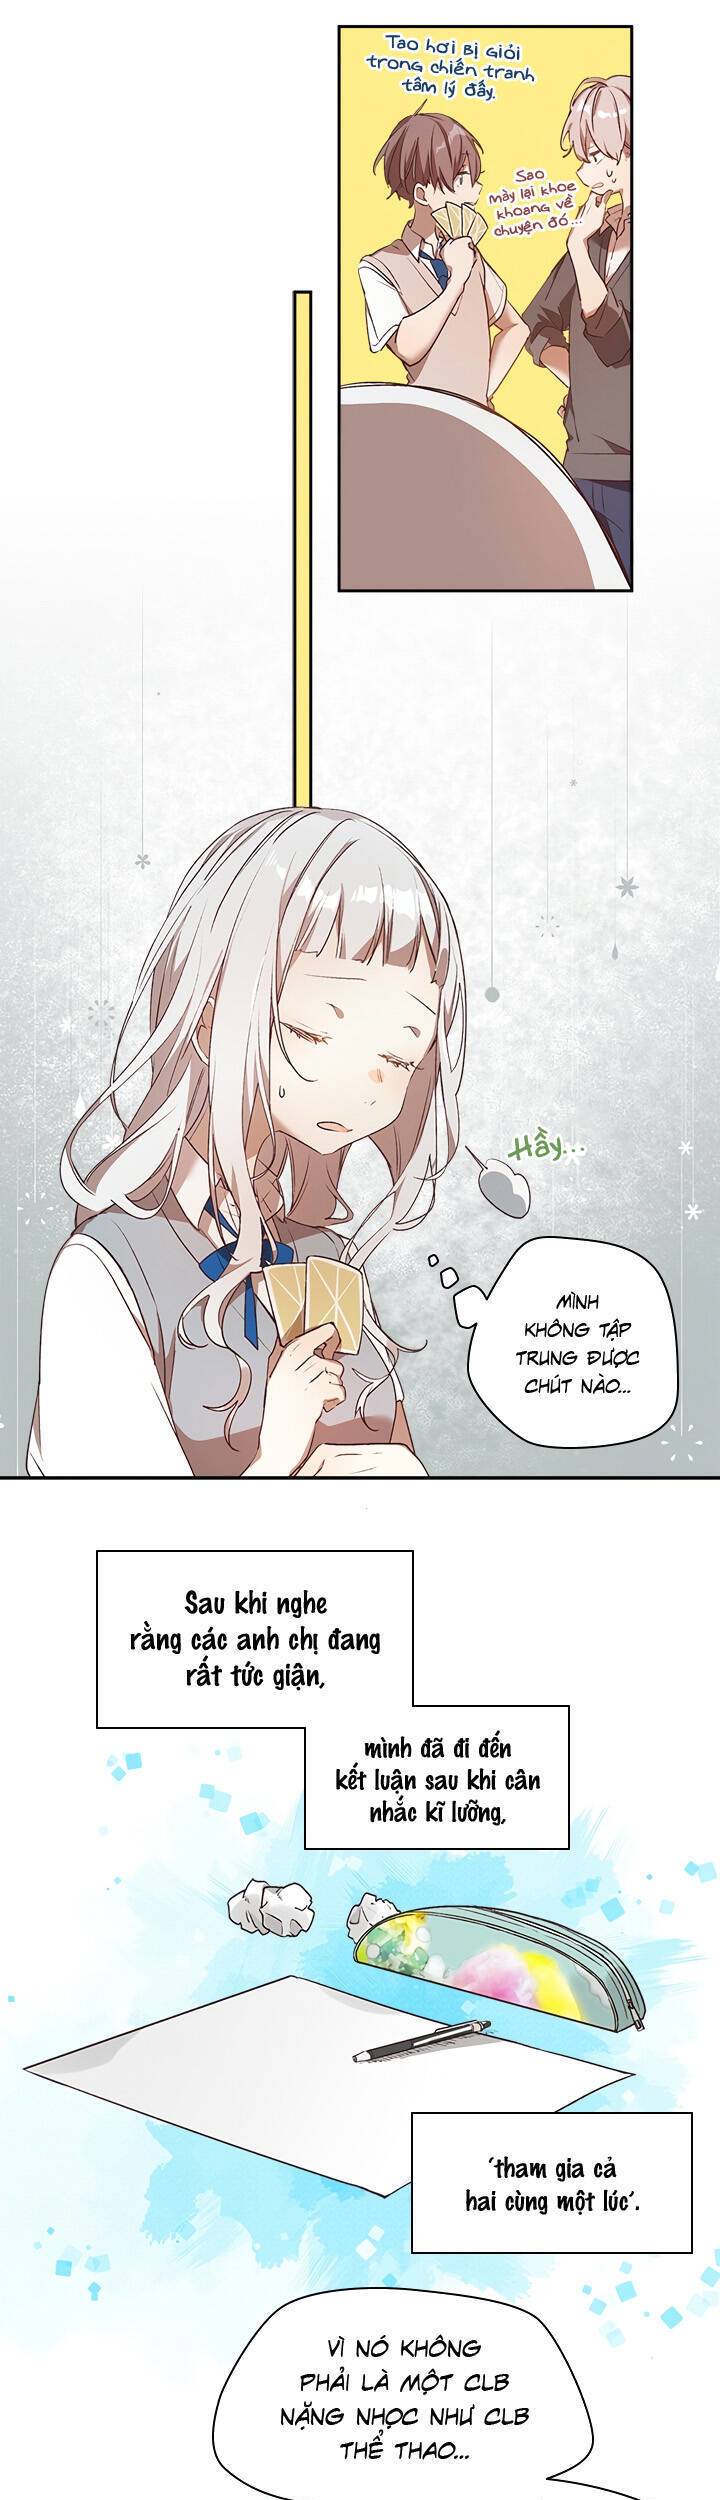 Tao hơi bị giỏi
trong chiến tranh
tâm lý đấy.
Sao
mày lại khoe
khoang về
chuyện đó...
Hầy...
MÌNH
KHÔNG TẬP
TRUNG ĐƯỢC
CHÚT NÀO...
Sau khi nghe
rằng các anh chị đang
rất tức giận,
mình đã đi đến
kết luận sau khi cân
nhắc kĩ lưỡng,
'tham gia cả
hai cùng một lúc'.
VÌ NÓ KHÔNG
PHẢI LÀ MỘT CLB
NẶNG NHỌC NHƯ CLB
THỂ THAO...